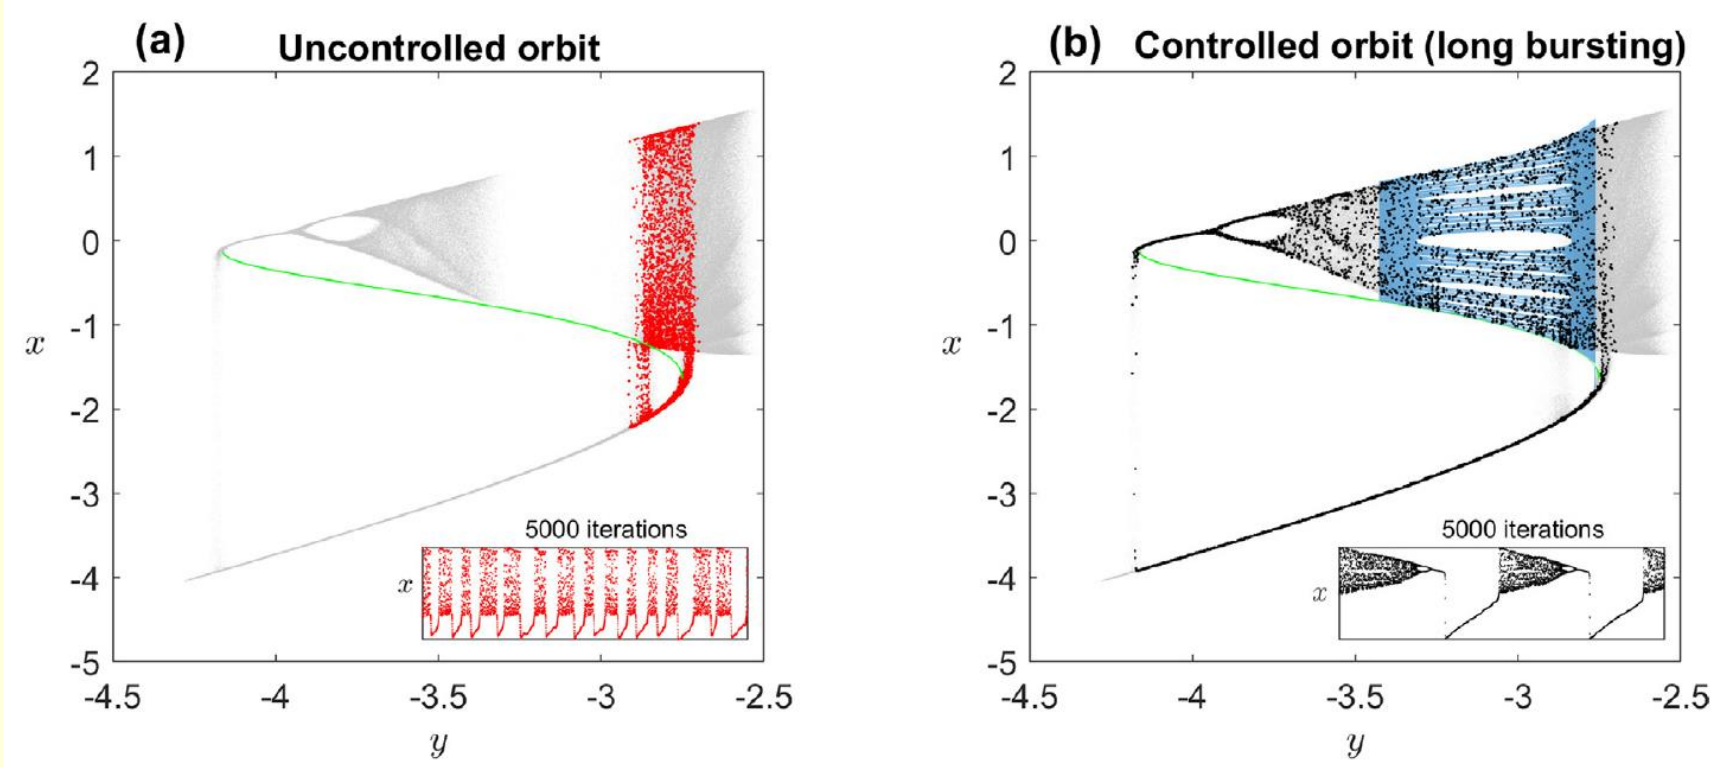 (a) Uncontrolled orbit
2
1
0
-1
-2
-3
-4
-5
x
5000 iterations
x
-4.5 -4 -3.5 -3 -2.5
y
(b) Controlled orbit (long bursting)
2
1
0
-1
-2
-3
-4
-5
x
5000 iterations
x
-4.5 -4 -3.5 -3 -2.5
y